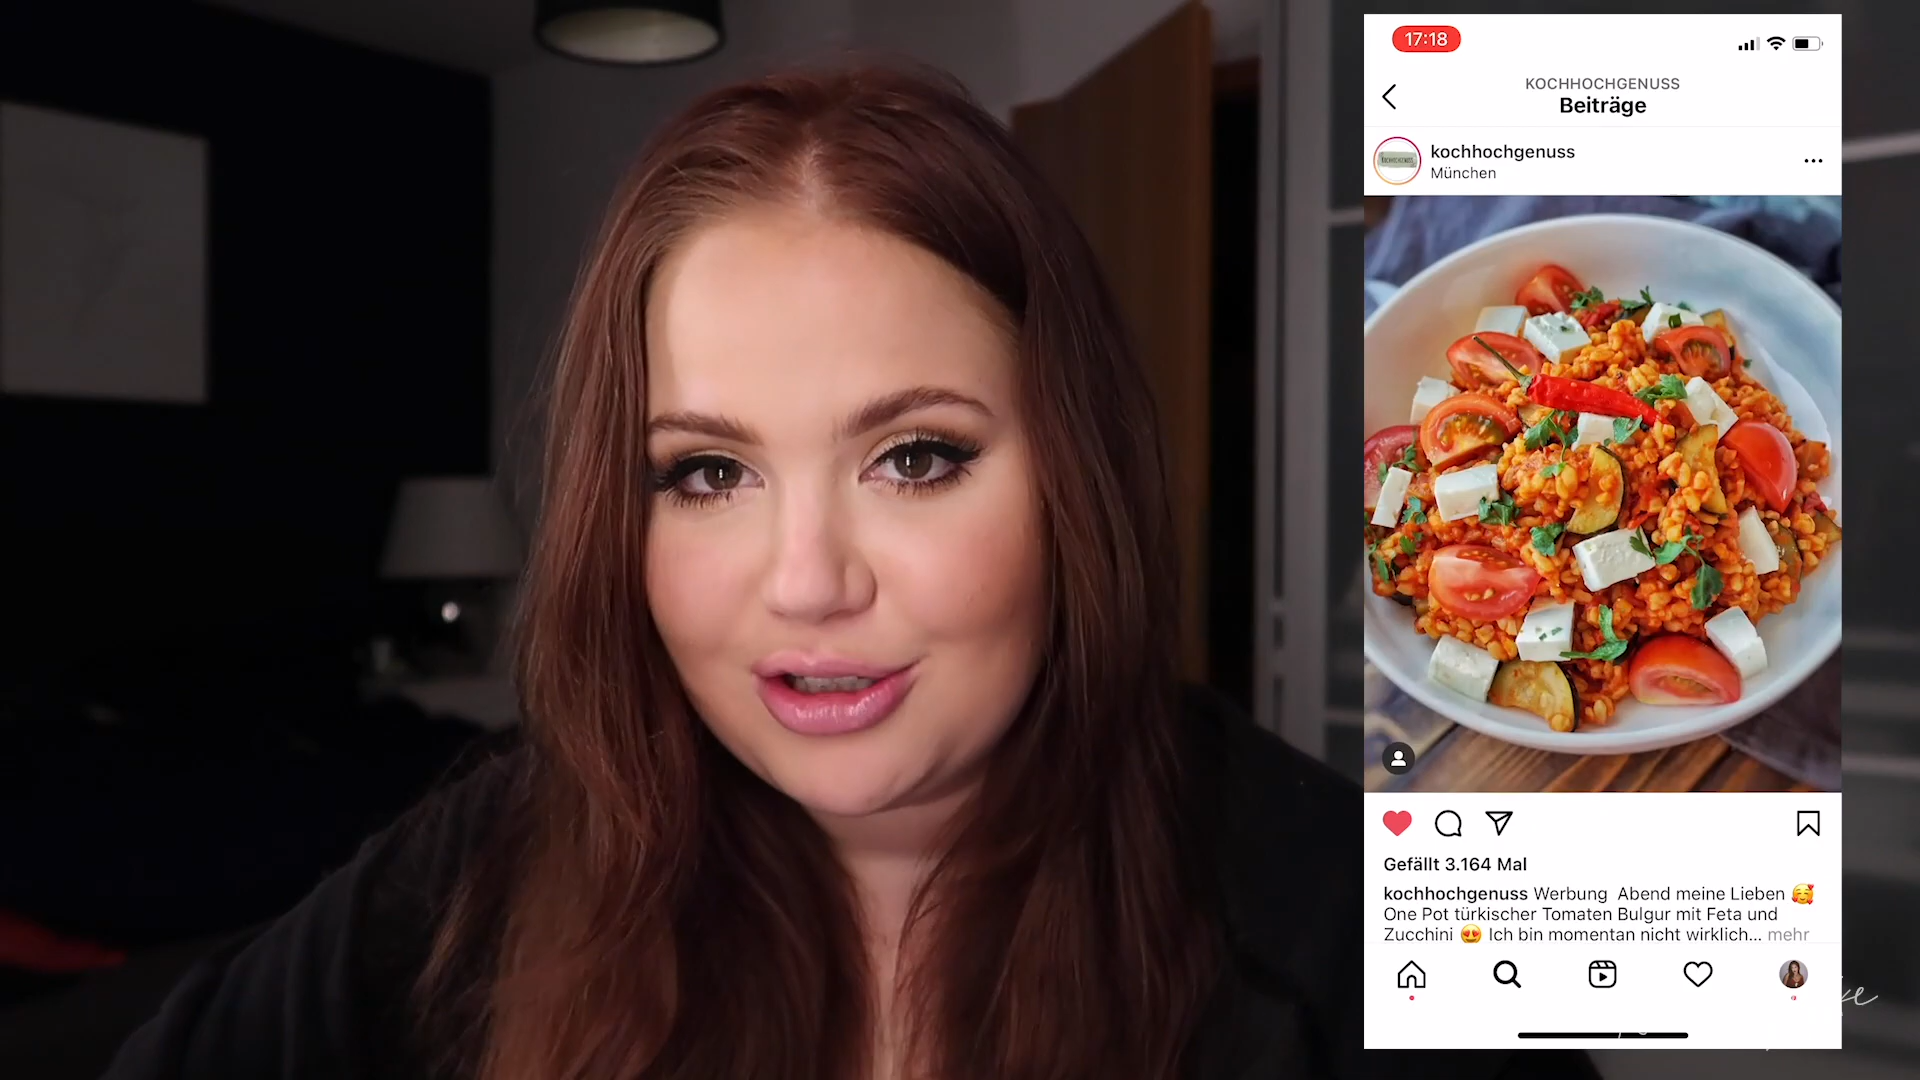 17:18
KOCHHOCHGENUSS
Beiträge
kochhochgenuss
München
Gefällt 3.164 Mal
kochhochgenuss Werbung Abend meine Lieben 🥰
One Pot türkischer Tomaten Bulgur mit Feta und
Zucchini 😍 Ich bin momentan nicht wirklich... mehr